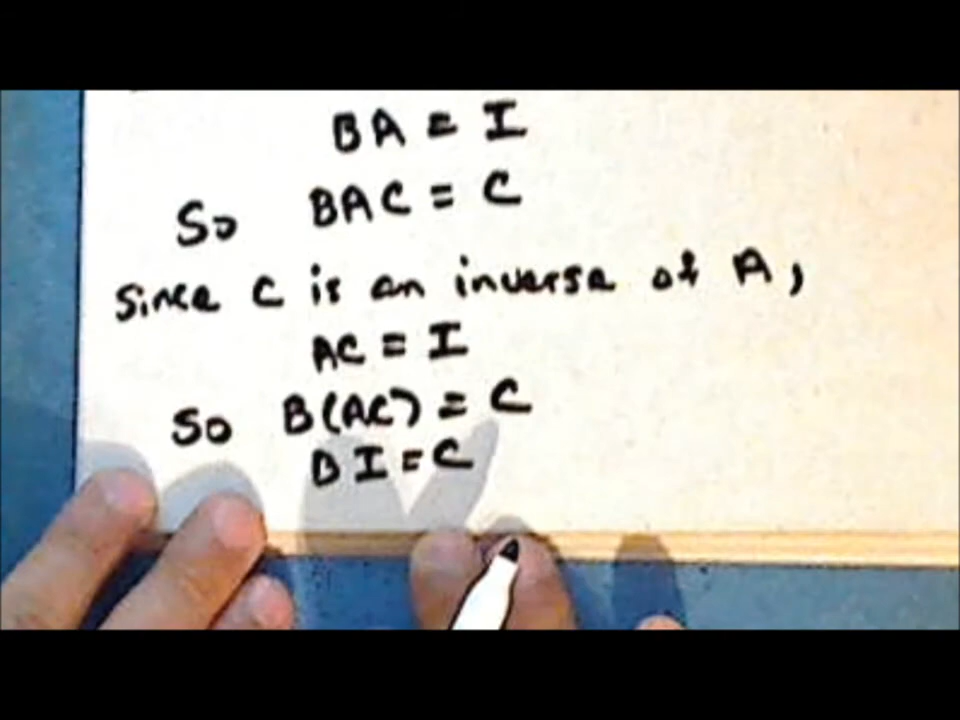 BA = I
So BAC = C
Since C is an inverse of A,
AC = I
So B(AC) = C
BI = C